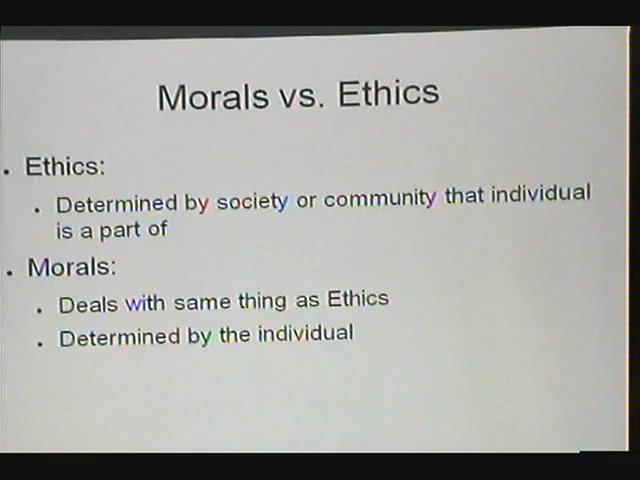 Morals vs. Ethics
• Ethics:
• Determined by society or community that individual
is a part of
• Morals:
• Deals with same thing as Ethics
• Determined by the individual